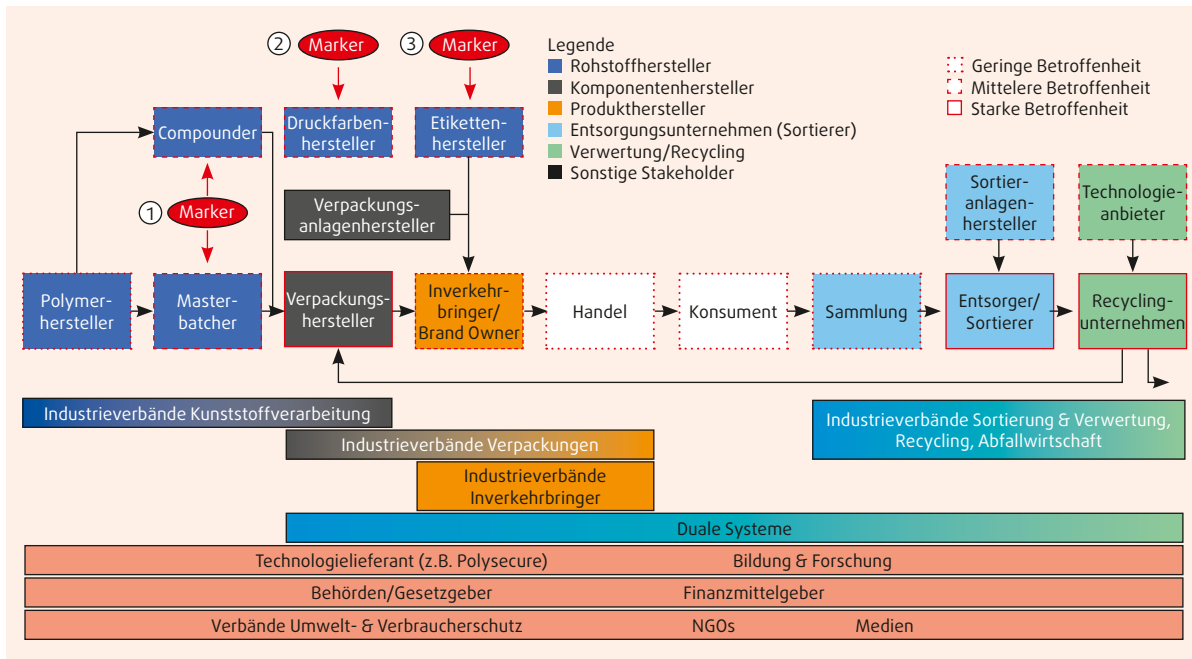 ② Marker
③ Marker
Legende
Rohstoffhersteller
Komponentenhersteller
Produkthersteller
Entsorgungsunternehmen (Sortierer)
Verwertung/Recycling
Sonstige Stakeholder
Geringe Betroffenheit
Mittelere Betroffenheit
Starke Betroffenheit
Compounder
Druckfarben-
hersteller
Etiketten-
hersteller
① Marker
Verpackungs-
anlagenhersteller
Sortier-
anlagen-
hersteller
Technologie-
anbieter
Polymer-
hersteller
Master-
batcher
Verpackungs-
hersteller
Inverkehr-
bringer/
Brand Owner
Handel
Konsument
Sammlung
Entsorger/
Sortierer
Recycling-
unternehmen
Industrieverbände Kunststoffverarbeitung
Industrieverbände Sortierung & Verwertung,
Recycling, Abfallwirtschaft
Industrieverbände Verpackungen
Industrieverbände
Inverkehrbringer
Duale Systeme
Technologielieferant (z.B. Polysecure) Bildung & Forschung
Behörden/Gesetzgeber Finanzmittelgeber
Verbände Umwelt- & Verbraucherschutz NGOs Medien